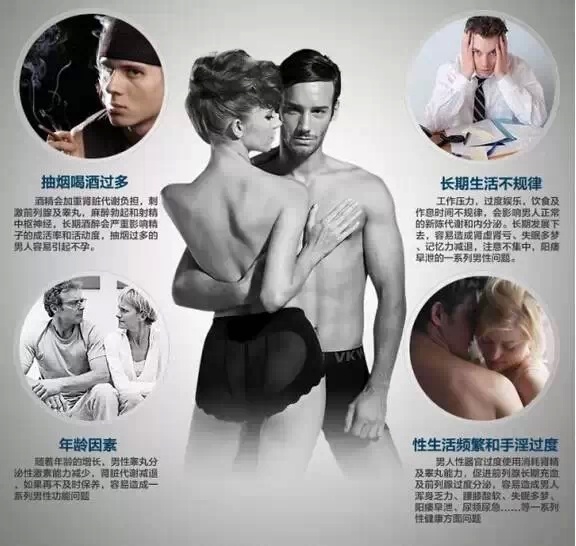 抽烟喝酒过多
酒精会加重肾脏代谢负担，刺
激前列腺及睾丸，麻醉勃起和射精
中枢神经，长期酒醉会严重影响精
子的成活率和活动度，抽烟过多的
男人容易引起不孕。
长期生活不规律
工作压力，过度娱乐，饮食及
作息时间不规律，会影响男人正常
的新陈代谢和内分泌。长期发展下
去，容易造成肾虚肾亏、失眠多梦
、记忆力减退，注意不集中，阳痿
早泄的一系列男性问题。
VK
年龄因素
随着年龄的增长，男性睾丸分
泌性激素能力减少，肾脏代谢减退
，如果再不及时保养，容易造成一
系列男性功能问题
性生活频繁和手淫过度
男人性器官过度使用消耗肾精
及睾丸能力，促进前列腺长期充血
及前列腺过度分泌，容易造成男人
浑身乏力、腰膝酸软、失眠多梦、
阳痿早泄、尿频尿急……等一系列
性健康方面问题